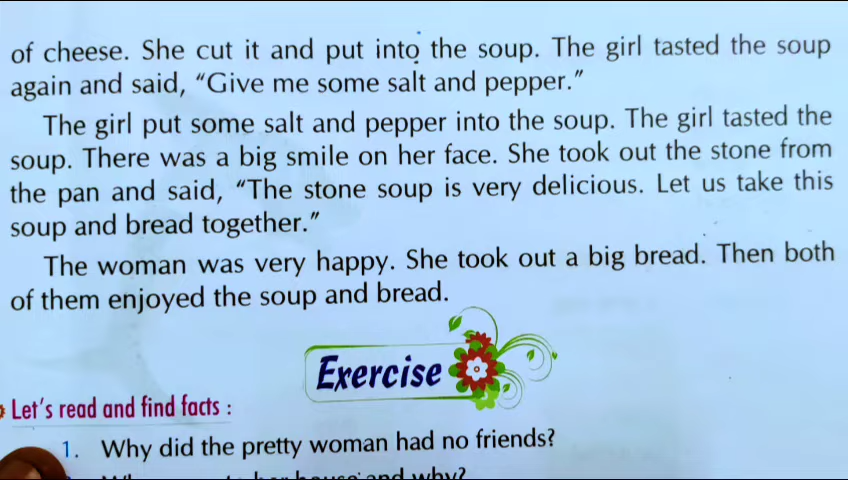 of cheese. She cut it and put into the soup. The girl tasted the soup
again and said, “Give me some salt and pepper.”
The girl put some salt and pepper into the soup. The girl tasted the
soup. There was a big smile on her face. She took out the stone from
the pan and said, “The stone soup is very delicious. Let us take this
soup and bread together.”
The woman was very happy. She took out a big bread. Then both
of them enjoyed the soup and bread.
Exercise
Let's read and find facts :
1. Why did the pretty woman had no friends?
to her house and why?